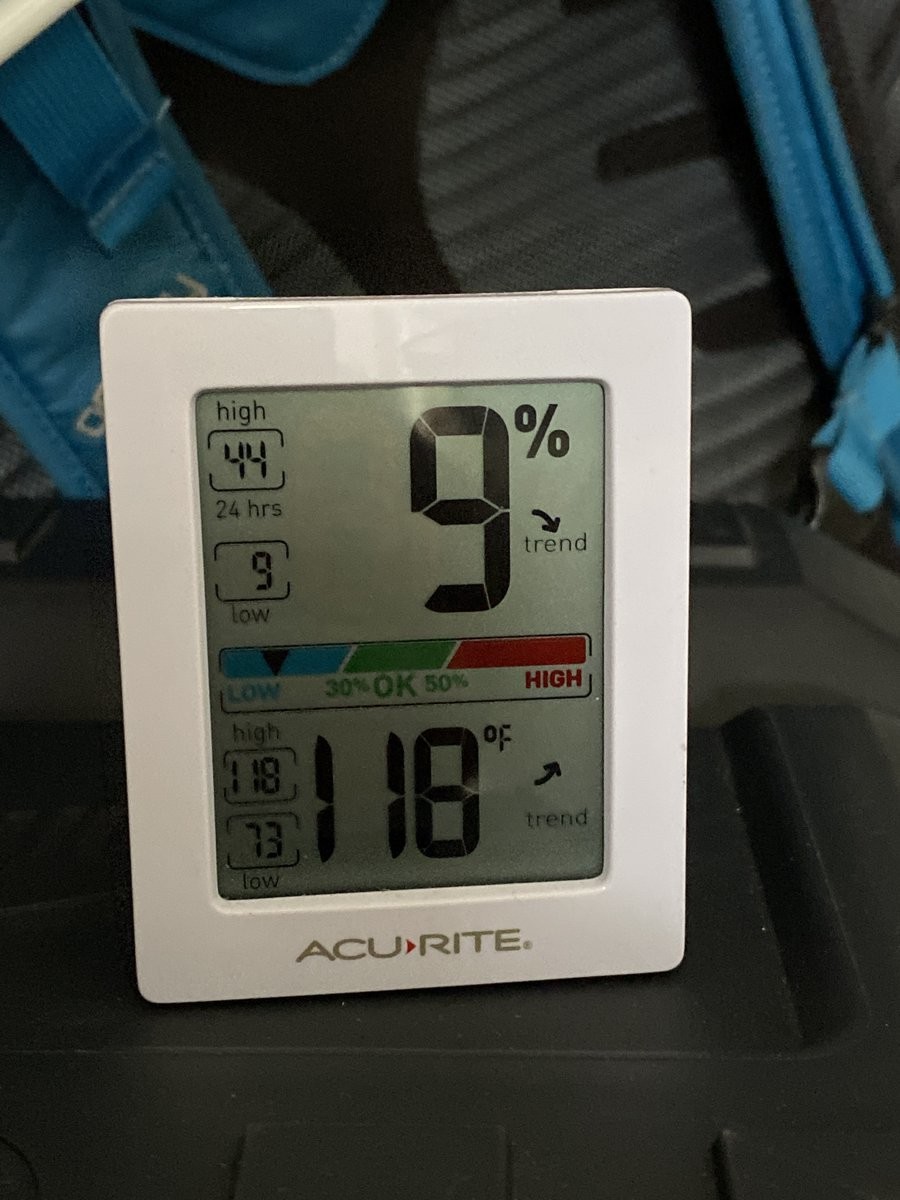 high
44
24 hrs
9
low
9%
trend
LOW 30% OK 50% HIGH
high
118
73
low
118 °F
trend
ACU>RITE®